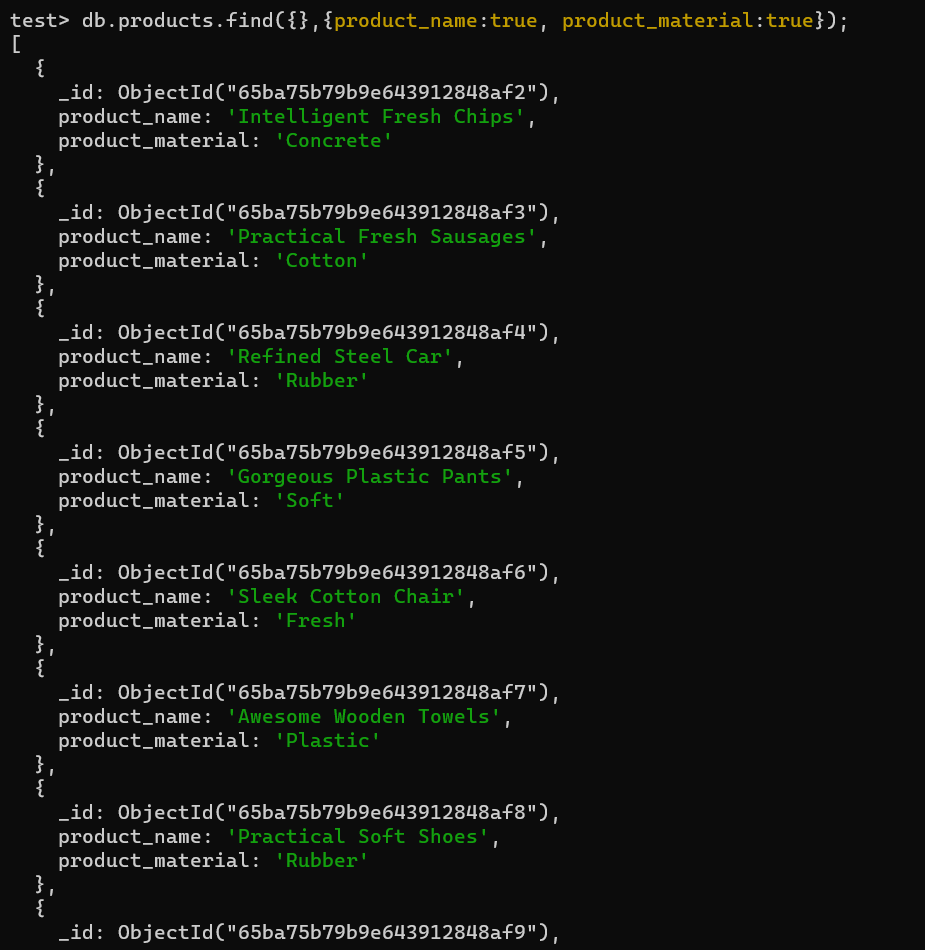 test> db.products.find({},{product_name:true, product_material:true});
[
  {
    _id: ObjectId("65ba75b79b9e643912848af2"),
    product_name: 'Intelligent Fresh Chips',
    product_material: 'Concrete'
  },
  {
    _id: ObjectId("65ba75b79b9e643912848af3"),
    product_name: 'Practical Fresh Sausages',
    product_material: 'Cotton'
  },
  {
    _id: ObjectId("65ba75b79b9e643912848af4"),
    product_name: 'Refined Steel Car',
    product_material: 'Rubber'
  },
  {
    _id: ObjectId("65ba75b79b9e643912848af5"),
    product_name: 'Gorgeous Plastic Pants',
    product_material: 'Soft'
  },
  {
    _id: ObjectId("65ba75b79b9e643912848af6"),
    product_name: 'Sleek Cotton Chair',
    product_material: 'Fresh'
  },
  {
    _id: ObjectId("65ba75b79b9e643912848af7"),
    product_name: 'Awesome Wooden Towels',
    product_material: 'Plastic'
  },
  {
    _id: ObjectId("65ba75b79b9e643912848af8"),
    product_name: 'Practical Soft Shoes',
    product_material: 'Rubber'
  },
  {
    _id: ObjectId("65ba75b79b9e643912848af9"),